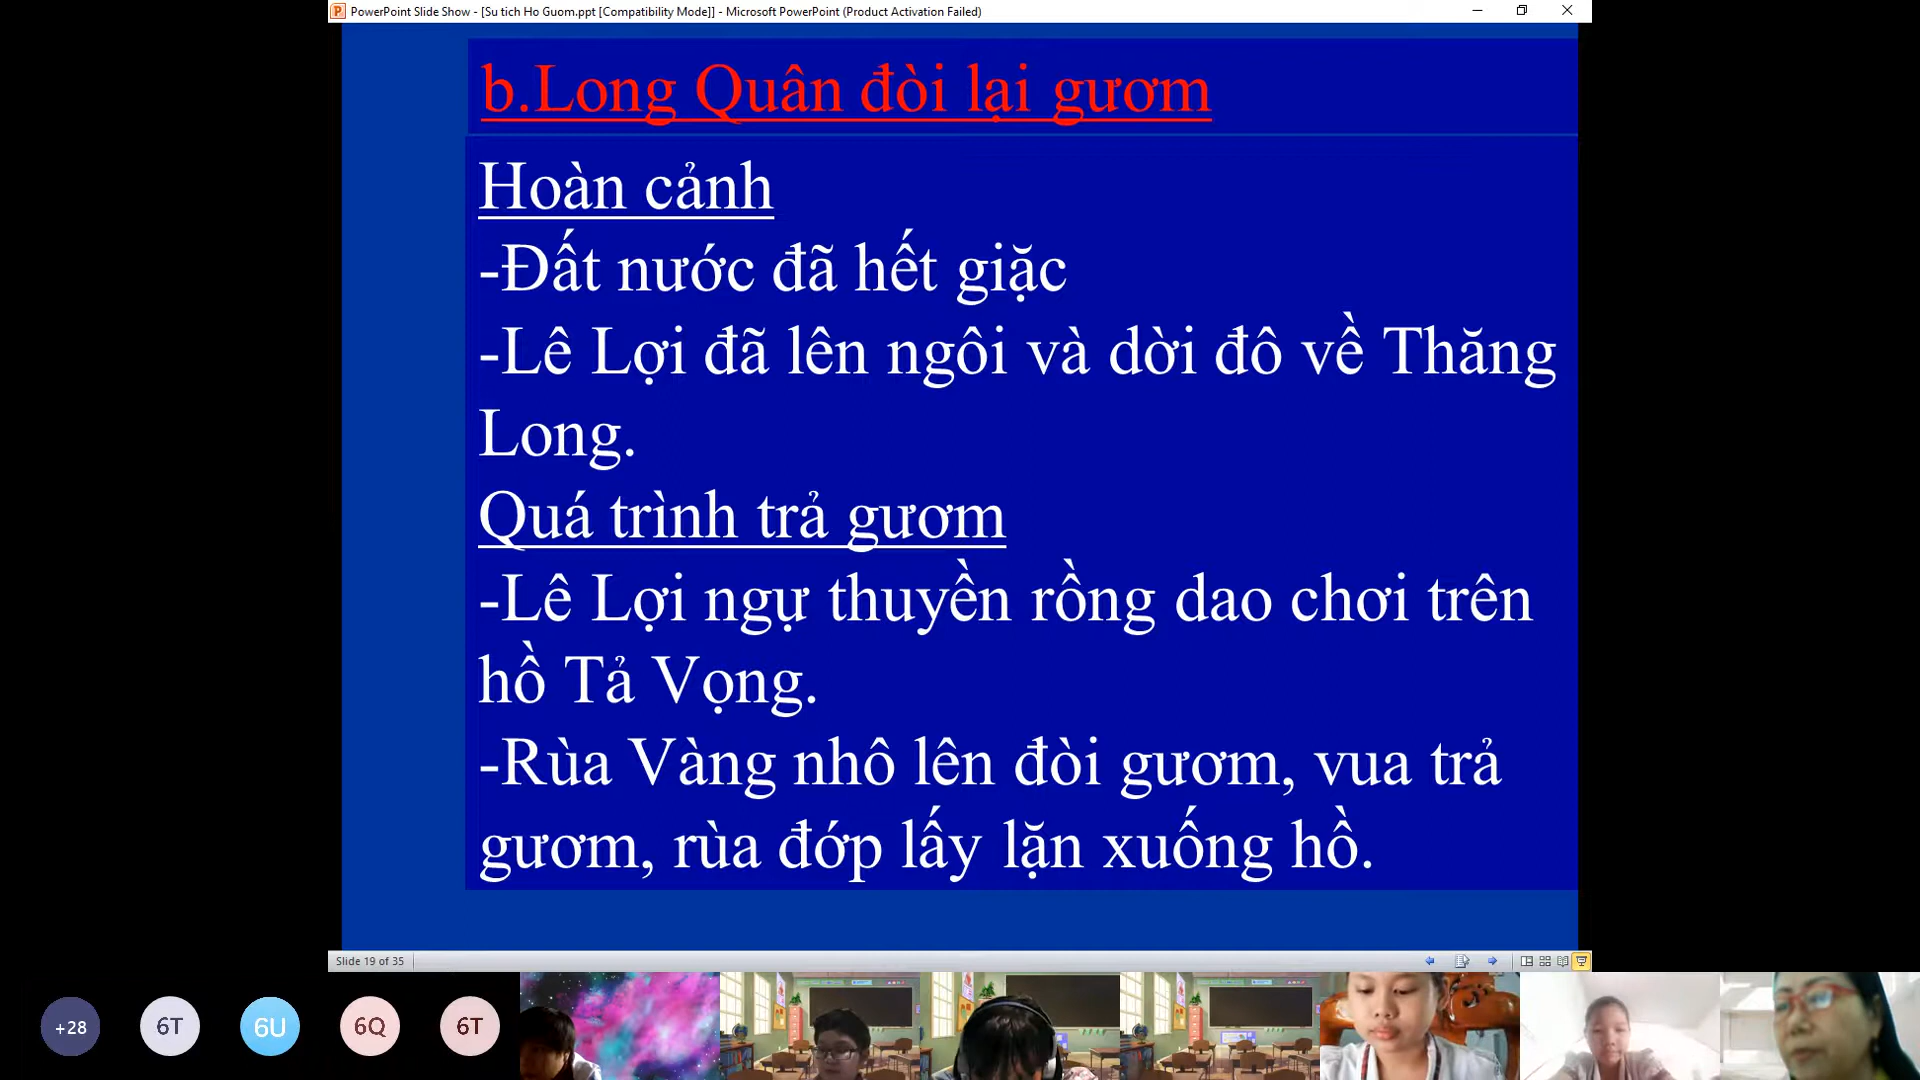 PowerPoint Slide Show - [Su tich Ho Guom.ppt [Compatibility Mode]] - Microsoft PowerPoint (Product Activation Failed)
b.Long Quân đòi lại gươm
Hoàn cảnh
-Đất nước đã hết giặc
-Lê Lợi đã lên ngôi và dời đô về Thăng
Long.
Quá trình trả gươm
-Lê Lợi ngự thuyền rồng dao chơi trên
hồ Tả Vọng.
-Rùa Vàng nhô lên đòi gươm, vua trả
gươm, rùa đớp lấy lặn xuống hồ.
Slide 19 of 35
+28 6T 6U 6Q 6T